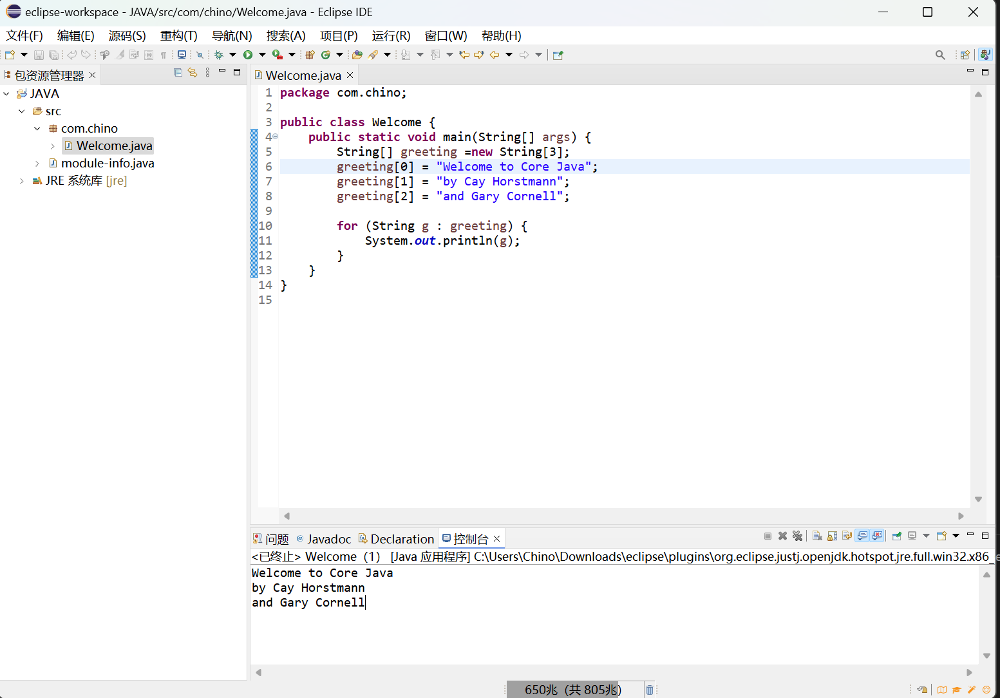 eclipse-workspace - JAVA/src/com/chino/Welcome.java - Eclipse IDE
文件(F) 编辑(E) 源码(S) 重构(T) 导航(N) 搜索(A) 项目(P) 运行(R) 窗口(W) 帮助(H)
包资源管理器
JAVA
src
com.chino
Welcome.java
module-info.java
JRE 系统库 [jre]
Welcome.java
1 package com.chino;
2
3 public class Welcome {
4 public static void main(String[] args) {
5 String[] greeting =new String[3];
6 greeting[0] = "Welcome to Core Java";
7 greeting[1] = "by Cay Horstmann";
8 greeting[2] = "and Gary Cornell";
9
10 for (String g : greeting) {
11 System.out.println(g);
12 }
13 }
14 }
15
问题 Javadoc Declaration 控制台
<已终止> Welcome（1） [Java 应用程序] C:\Users\Chino\Downloads\eclipse\plugins\org.eclipse.justj.openjdk.hotspot.jre.full.win32.x86_
Welcome to Core Java
by Cay Horstmann
and Gary Cornell
650兆（共 805兆）